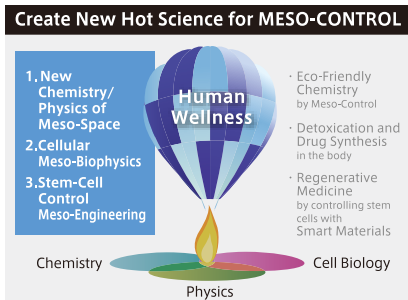 Create New Hot Science for MESO-CONTROL
1.New
Chemistry/
Physics of
Meso-Space
2.Cellular
Meso-Biophysics
3.Stem-Cell
Control
Meso-Engineering
Human
Wellness
· Eco-Friendly
Chemistry
by Meso-Control
· Detoxication and
Drug Synthesis
in the body
· Regenerative
Medicine
by controlling stem
cells with
Smart Materials
Chemistry
Cell Biology
Physics